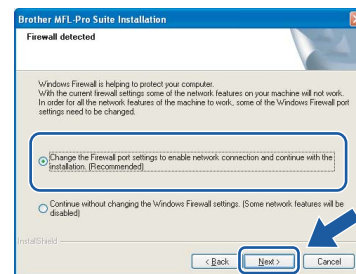 Brother MFL-Pro Suite Installation
Firewall detected
Windows Firewall is helping to protect your computer.
With the current firewall settings some of the network features on your machine will not work.
In order for all the network features of the machine to work, some of the Windows Firewall port
settings need to be changed.
Change the Firewall port settings to enable network connection and continue with the
installation. (Recommended)
Continue without changing the Windows Firewall settings. (Some network features will be
disabled)
InstallShield
< Back
Next >
Cancel